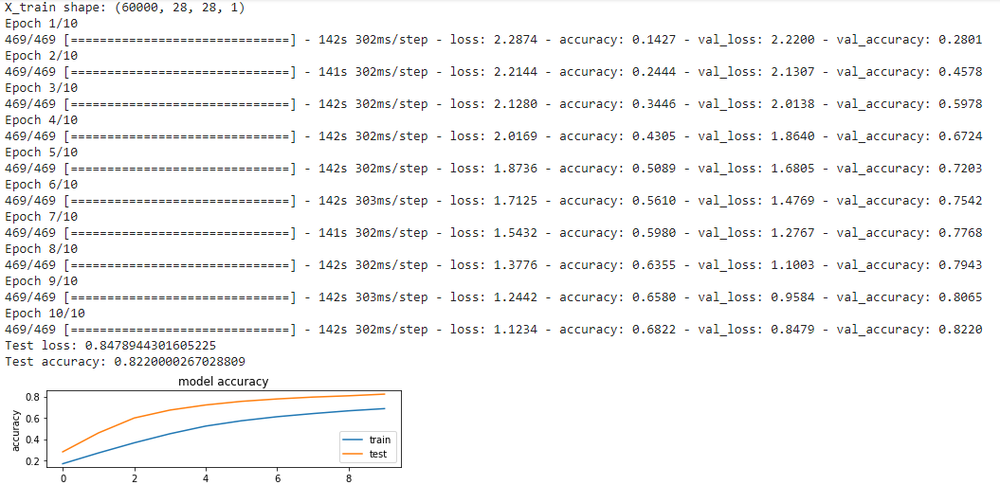 X_train shape: (60000, 28, 28, 1)
Epoch 1/10
469/469 [==============================] - 142s 302ms/step - loss: 2.2874 - accuracy: 0.1427 - val_loss: 2.2200 - val_accuracy: 0.2801
Epoch 2/10
469/469 [==============================] - 141s 302ms/step - loss: 2.2144 - accuracy: 0.2444 - val_loss: 2.1307 - val_accuracy: 0.4578
Epoch 3/10
469/469 [==============================] - 142s 302ms/step - loss: 2.1280 - accuracy: 0.3446 - val_loss: 2.0138 - val_accuracy: 0.5978
Epoch 4/10
469/469 [==============================] - 142s 302ms/step - loss: 2.0169 - accuracy: 0.4305 - val_loss: 1.8640 - val_accuracy: 0.6724
Epoch 5/10
469/469 [==============================] - 142s 302ms/step - loss: 1.8736 - accuracy: 0.5089 - val_loss: 1.6805 - val_accuracy: 0.7203
Epoch 6/10
469/469 [==============================] - 142s 303ms/step - loss: 1.7125 - accuracy: 0.5610 - val_loss: 1.4769 - val_accuracy: 0.7542
Epoch 7/10
469/469 [==============================] - 141s 302ms/step - loss: 1.5432 - accuracy: 0.5980 - val_loss: 1.2767 - val_accuracy: 0.7768
Epoch 8/10
469/469 [==============================] - 142s 302ms/step - loss: 1.3776 - accuracy: 0.6355 - val_loss: 1.1003 - val_accuracy: 0.7943
Epoch 9/10
469/469 [==============================] - 142s 303ms/step - loss: 1.2442 - accuracy: 0.6580 - val_loss: 0.9584 - val_accuracy: 0.8065
Epoch 10/10
469/469 [==============================] - 142s 302ms/step - loss: 1.1234 - accuracy: 0.6822 - val_loss: 0.8479 - val_accuracy: 0.8220
Test loss: 0.8478944301605225
Test accuracy: 0.8220000267028809
model accuracy
accuracy
0.8
0.6
0.4
0.2
train
test
0 2 4 6 8